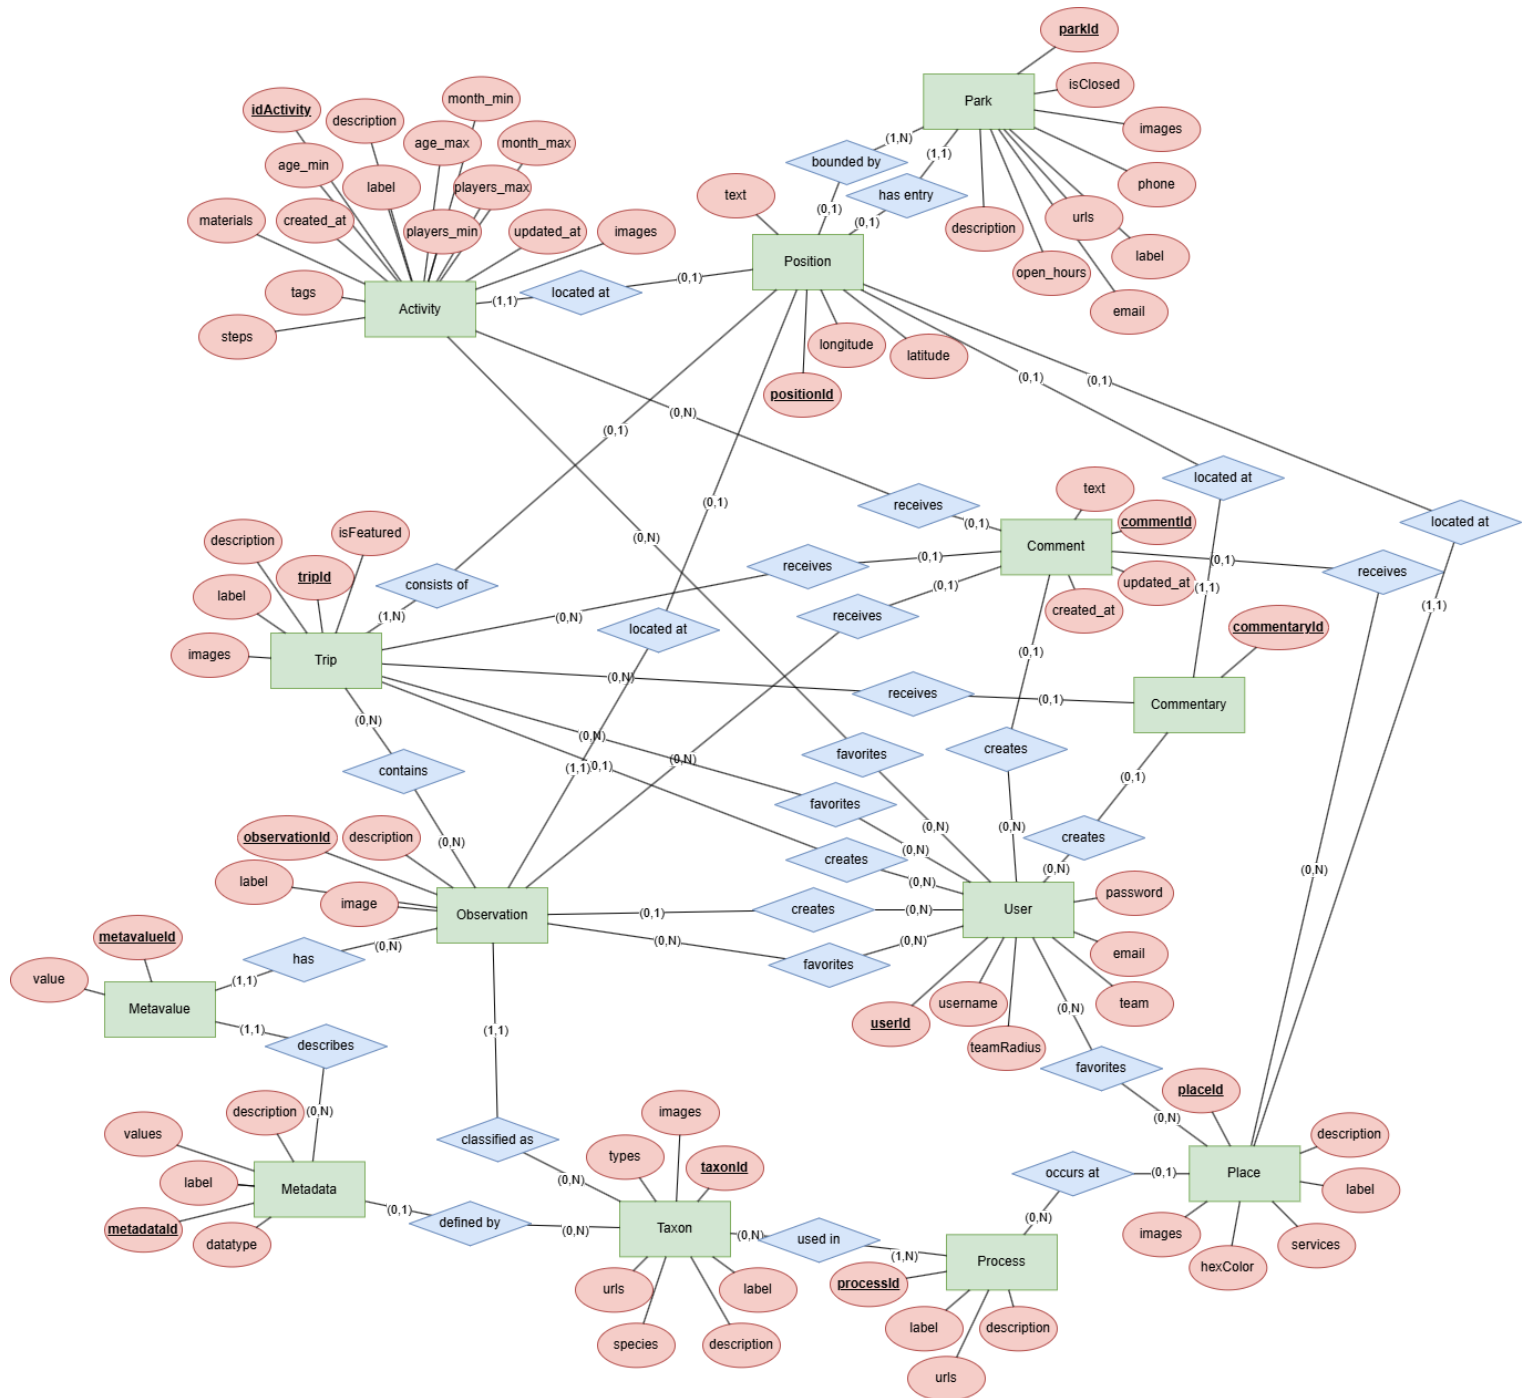 parkId
Park
isClosed
images
phone
urls
label
email
open_hours
description
(1,N)
bounded by
(0,1)
(1,1)
has entry
(0,1)
idActivity
description
month_min
age_max
month_max
age_min
label
players_max
materials
created_at
players_min
updated_at
images
tags
steps
Activity
(1,1)
located at
(0,1)
text
Position
longitude
latitude
positionId
(0,1)
(0,1)
(0,N)
(0,1)
(0,1)
(0,N)
located at
located at
receives
(0,1)
text
commentId
Comment
updated_at
created_at
(0,1)
receives
(1,1)
(1,1)
description
isFeatured
tripId
label
images
Trip
consists of
(1,N)
receives
(0,1)
(0,N)
receives
(0,1)
located at
(0,1)
commentaryId
Commentary
(0,N)
receives
(0,1)
(0,N)
contains
(0,N)
(0,N)
(0,N)
(1,1)
(0,1)
favorites
creates
(0,1)
favorites
creates
creates
(0,N)
(0,N)
(0,N)
(0,N)
(0,N)
(0,N)
observationId
description
label
image
Observation
(0,1)
creates
(0,N)
(0,N)
favorites
(0,N)
User
password
email
team
username
userId
teamRadius
(0,N)
favorites
(0,N)
metavalueId
value
Metavalue
has
(0,N)
(1,1)
(1,1)
describes
(0,N)
(1,1)
classified as
(0,N)
description
values
label
metadataId
datatype
Metadata
(0,1)
defined by
(0,N)
images
types
taxonId
Taxon
urls
label
species
description
(0,N)
used in
(1,N)
processId
Process
label
description
urls
(0,N)
occurs at
(0,1)
placeId
Place
description
label
services
hexColor
images